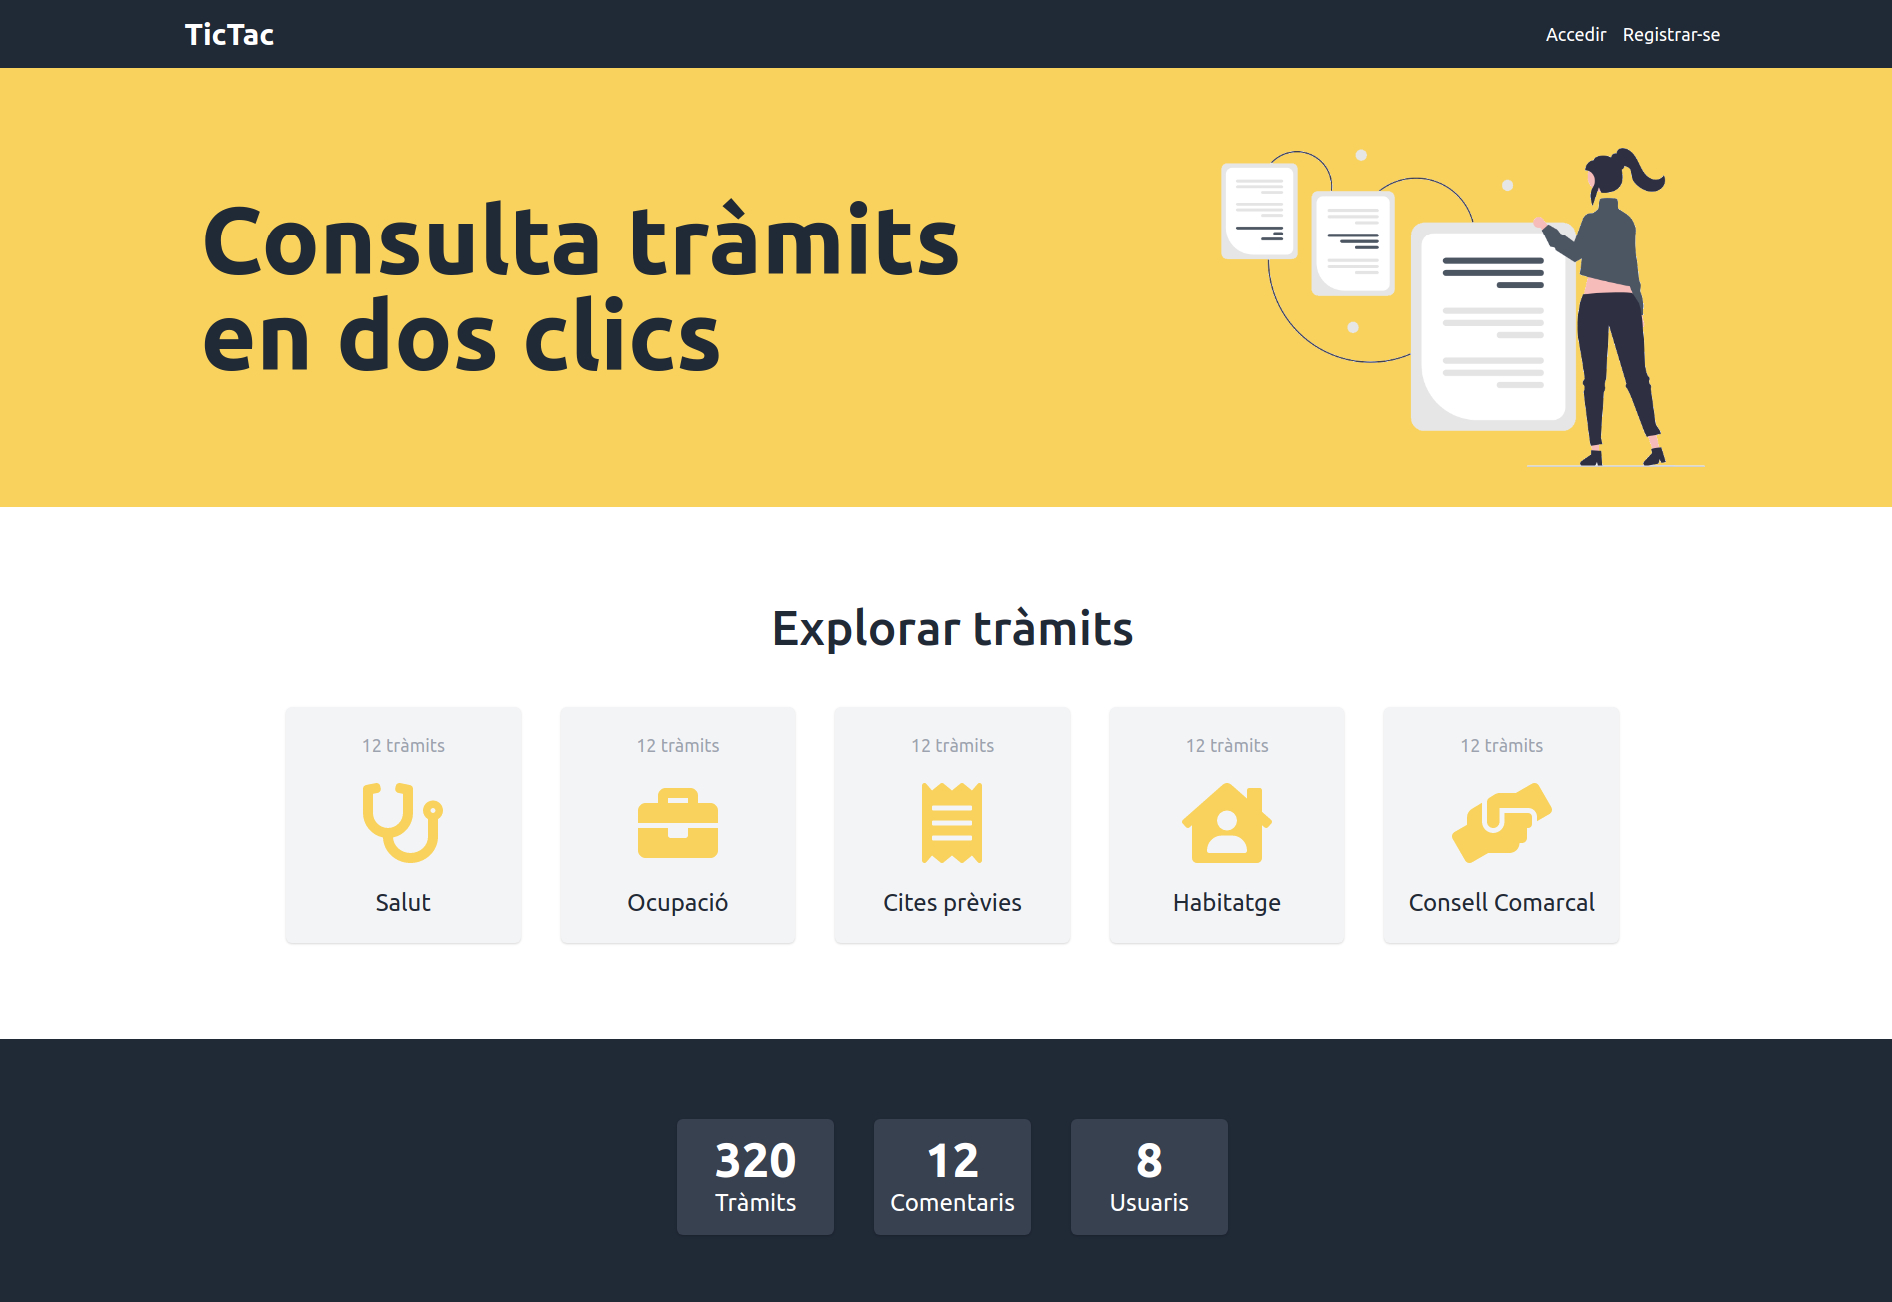 TicTac
Accedir Registrar-se
Consulta tràmits
en dos clics
Explorar tràmits
12 tràmits
Salut
12 tràmits
Ocupació
12 tràmits
Cites prèvies
12 tràmits
Habitatge
12 tràmits
Consell Comarcal
320
Tràmits
12
Comentaris
8
Usuaris